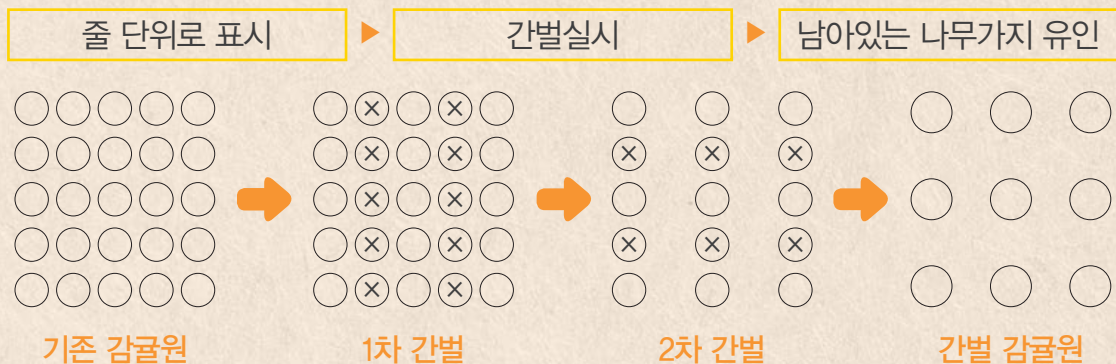 줄 단위로 표시 ▶ 간벌실시 ▶ 남아있는 나무가지 유인
기존 감귤원
1차 간벌
2차 간벌
간벌 감귤원